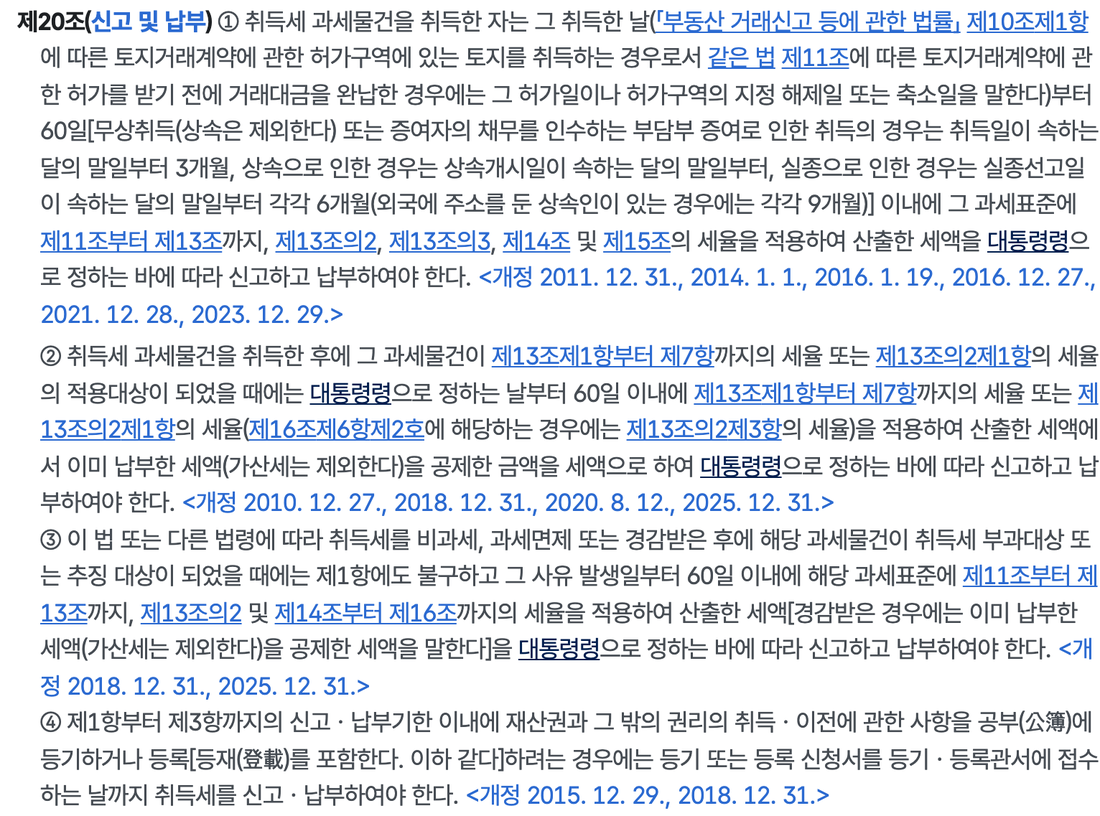 제20조(신고 및 납부) ① 취득세 과세물건을 취득한 자는 그 취득한 날(「부동산 거래신고 등에 관한 법률」 제10조제1항
에 따른 토지거래계약에 관한 허가구역에 있는 토지를 취득하는 경우로서 같은 법 제11조에 따른 토지거래계약에 관
한 허가를 받기 전에 거래대금을 완납한 경우에는 그 허가일이나 허가구역의 지정 해제일 또는 축소일을 말한다)부터
60일[무상취득(상속은 제외한다) 또는 증여자의 채무를 인수하는 부담부 증여로 인한 취득의 경우는 취득일이 속하는
달의 말일부터 3개월, 상속으로 인한 경우는 상속개시일이 속하는 달의 말일부터, 실종으로 인한 경우는 실종선고일
이 속하는 달의 말일부터 각각 6개월(외국에 주소를 둔 상속인이 있는 경우에는 각각 9개월)] 이내에 그 과세표준에
제11조부터 제13조까지, 제13조의2, 제13조의3, 제14조 및 제15조의 세율을 적용하여 산출한 세액을 대통령령으
로 정하는 바에 따라 신고하고 납부하여야 한다. <개정 2011. 12. 31., 2014. 1. 1., 2016. 1. 19., 2016. 12. 27.,
2021. 12. 28., 2023. 12. 29.>
② 취득세 과세물건을 취득한 후에 그 과세물건이 제13조제1항부터 제7항까지의 세율 또는 제13조의2제1항의 세율
의 적용대상이 되었을 때에는 대통령령으로 정하는 날부터 60일 이내에 제13조제1항부터 제7항까지의 세율 또는 제
13조의2제1항의 세율(제16조제6항제2호에 해당하는 경우에는 제13조의2제3항의 세율)을 적용하여 산출한 세액에
서 이미 납부한 세액(가산세는 제외한다)을 공제한 금액을 세액으로 하여 대통령령으로 정하는 바에 따라 신고하고 납
부하여야 한다. <개정 2010. 12. 27., 2018. 12. 31., 2020. 8. 12., 2025. 12. 31.>
③ 이 법 또는 다른 법령에 따라 취득세를 비과세, 과세면제 또는 경감받은 후에 해당 과세물건이 취득세 부과대상 또
는 추징 대상이 되었을 때에는 제1항에도 불구하고 그 사유 발생일부터 60일 이내에 해당 과세표준에 제11조부터 제
13조까지, 제13조의2 및 제14조부터 제16조까지의 세율을 적용하여 산출한 세액[경감받은 경우에는 이미 납부한
세액(가산세는 제외한다)을 공제한 세액을 말한다]을 대통령령으로 정하는 바에 따라 신고하고 납부하여야 한다. <개
정 2018. 12. 31., 2025. 12. 31.>
④ 제1항부터 제3항까지의 신고ㆍ납부기한 이내에 재산권과 그 밖의 권리의 취득ㆍ이전에 관한 사항을 공부(公簿)에
등기하거나 등록[등재(登載)를 포함한다. 이하 같다]하려는 경우에는 등기 또는 등록 신청서를 등기ㆍ등록관서에 접수
하는 날까지 취득세를 신고ㆍ납부하여야 한다. <개정 2015. 12. 29., 2018. 12. 31.>